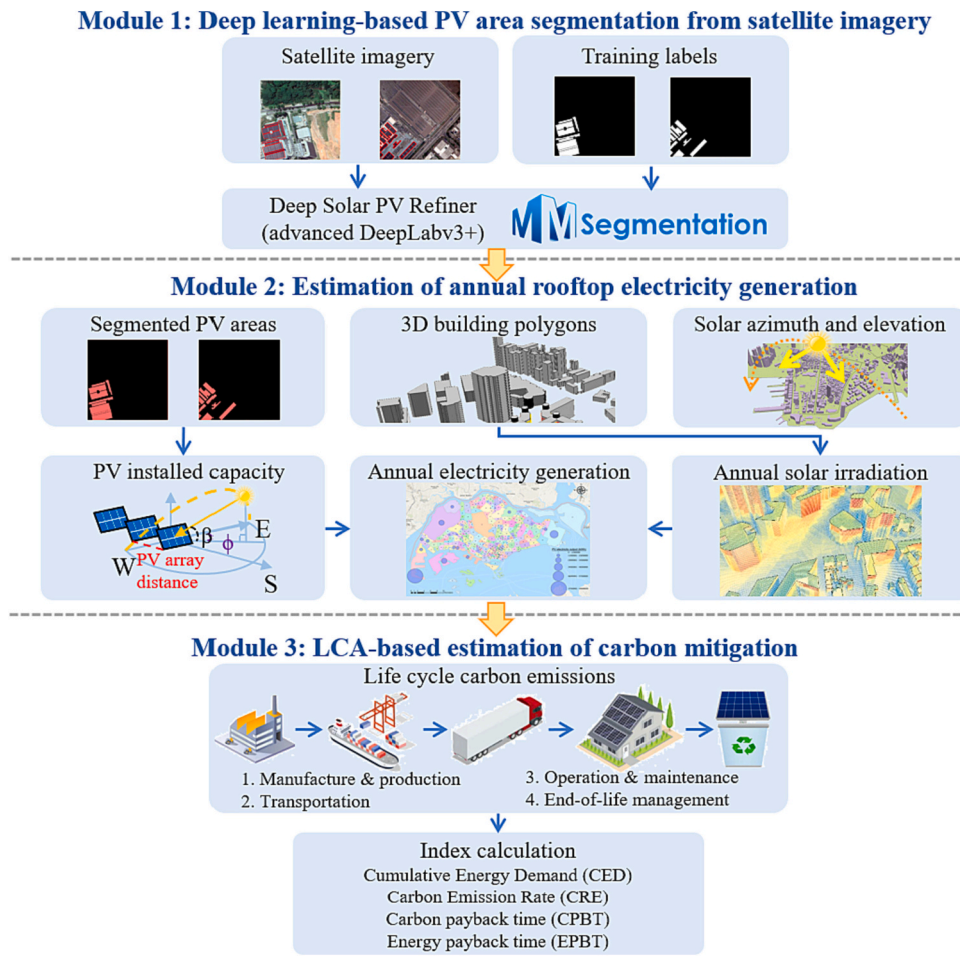 Module 1: Deep learning-based PV area segmentation from satellite imagery
Satellite imagery
Training labels
Deep Solar PV Refiner
(advanced DeepLabv3+)
MMSegmentation
Module 2: Estimation of annual rooftop electricity generation
Segmented PV areas
3D building polygons
Solar azimuth and elevation
PV installed capacity
β
ϕ
E
W
S
PV array
distance
Annual electricity generation
Annual solar irradiation
Module 3: LCA-based estimation of carbon mitigation
Life cycle carbon emissions
1. Manufacture & production
2. Transportation
3. Operation & maintenance
4. End-of-life management
Index calculation
Cumulative Energy Demand (CED)
Carbon Emission Rate (CRE)
Carbon payback time (CPBT)
Energy payback time (EPBT)